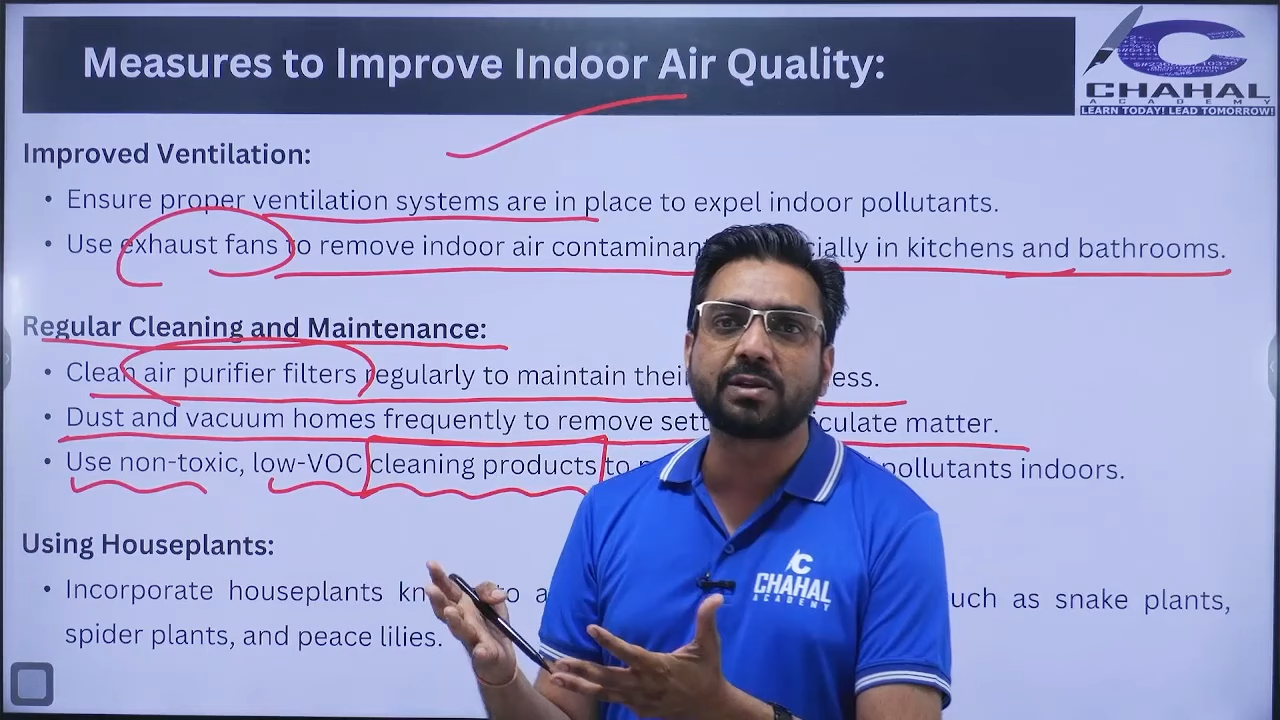 Measures to Improve Indoor Air Quality:
CHAHAL
ACADEMY
LEARN TODAY! LEAD TOMORROW!
Improved Ventilation:
• Ensure proper ventilation systems are in place to expel indoor pollutants.
• Use exhaust fans to remove indoor air contaminan cially in kitchens and bathrooms.
Regular Cleaning and Maintenance:
• Clean air purifier filters regularly to maintain thei ess.
• Dust and vacuum homes frequently to remove sett culate matter.
• Use non-toxic, low-VOC cleaning products to pollutants indoors.
Using Houseplants:
• Incorporate houseplants kn to a uch as snake plants,
spider plants, and peace lilies.
CHAHAL
ACADEMY